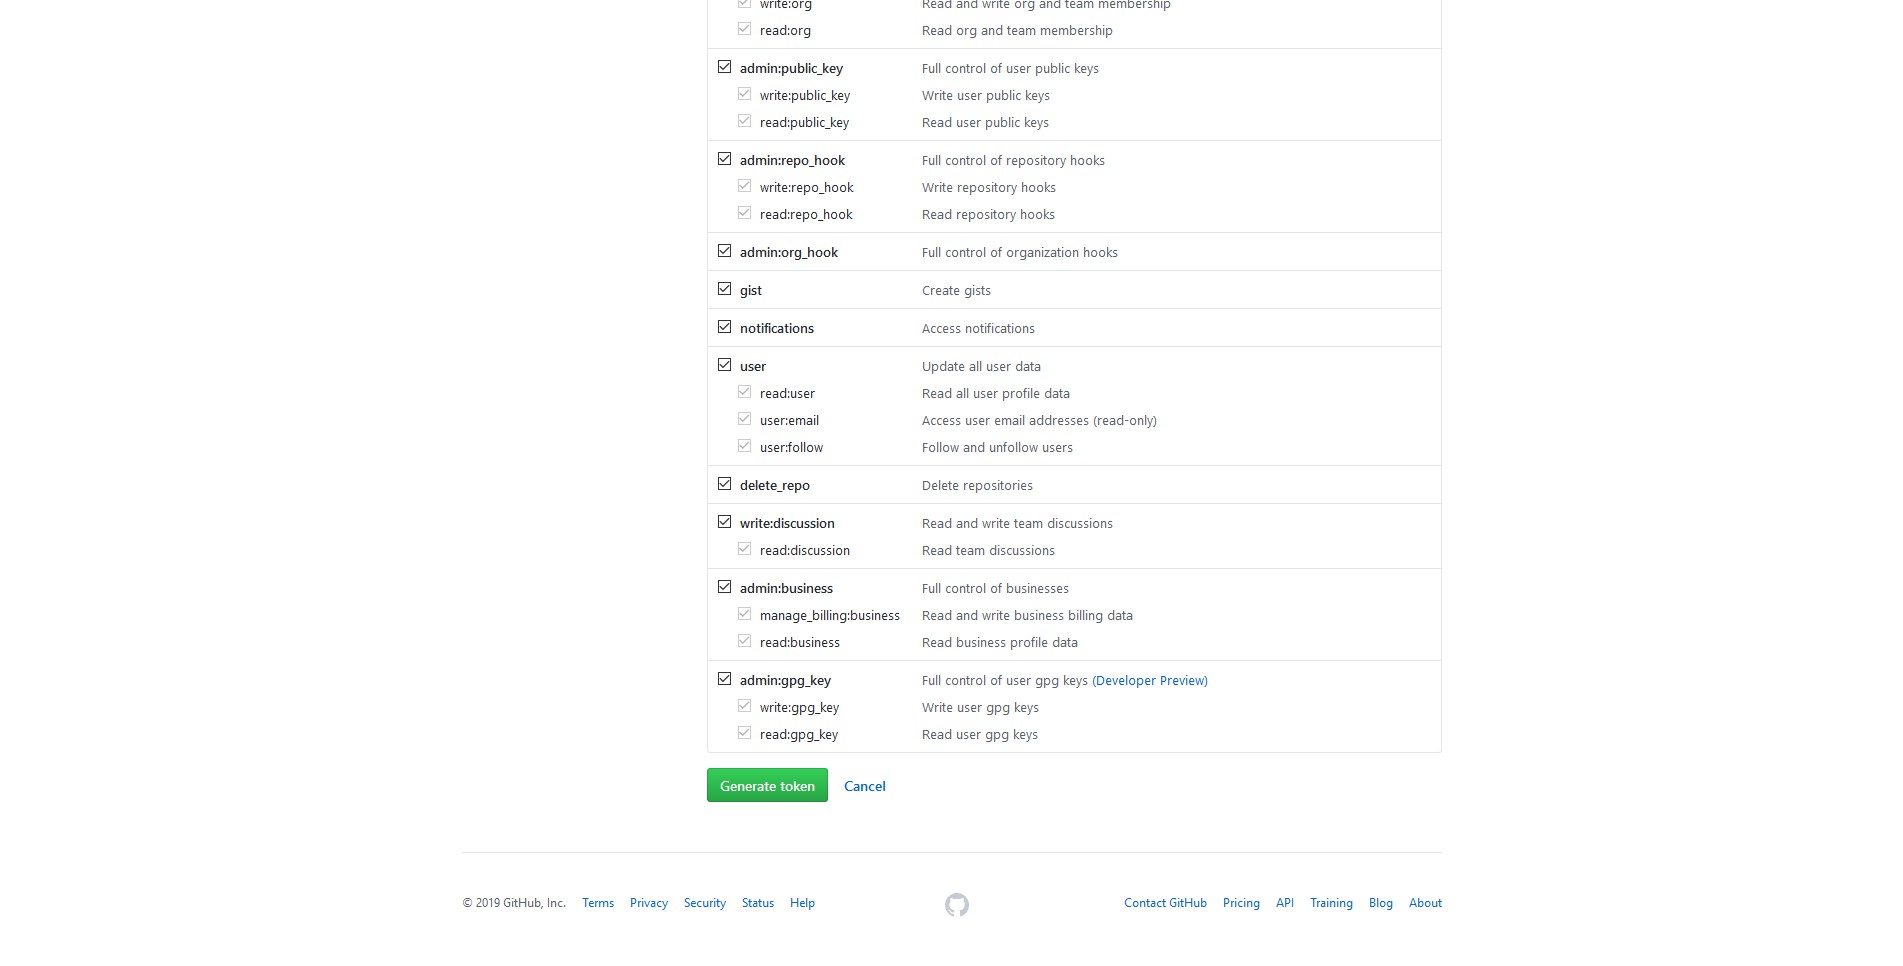 write:org Read and write org and team membership
read:org Read org and team membership
admin:public_key Full control of user public keys
write:public_key Write user public keys
read:public_key Read user public keys
admin:repo_hook Full control of repository hooks
write:repo_hook Write repository hooks
read:repo_hook Read repository hooks
admin:org_hook Full control of organization hooks
gist Create gists
notifications Access notifications
user Update all user data
read:user Read all user profile data
user:email Access user email addresses (read-only)
user:follow Follow and unfollow users
delete_repo Delete repositories
write:discussion Read and write team discussions
read:discussion Read team discussions
admin:business Full control of businesses
manage_billing:business Read and write business billing data
read:business Read business profile data
admin:gpg_key Full control of user gpg keys (Developer Preview)
write:gpg_key Write user gpg keys
read:gpg_key Read user gpg keys
Generate token Cancel
© 2019 GitHub, Inc. Terms Privacy Security Status Help Contact GitHub Pricing API Training Blog About